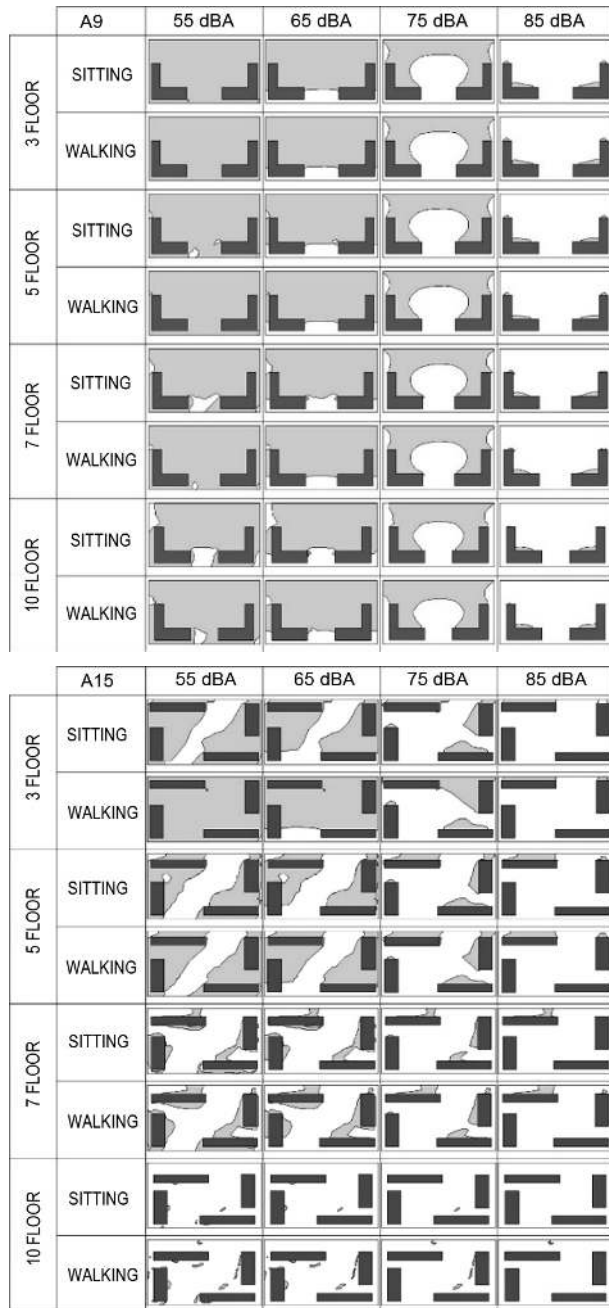 A9 55 dBA 65 dBA 75 dBA 85 dBA
3 FLOOR
SITTING
WALKING
5 FLOOR
SITTING
WALKING
7 FLOOR
SITTING
WALKING
10 FLOOR
SITTING
WALKING
A15 55 dBA 65 dBA 75 dBA 85 dBA
3 FLOOR
SITTING
WALKING
5 FLOOR
SITTING
WALKING
7 FLOOR
SITTING
WALKING
10 FLOOR
SITTING
WALKING